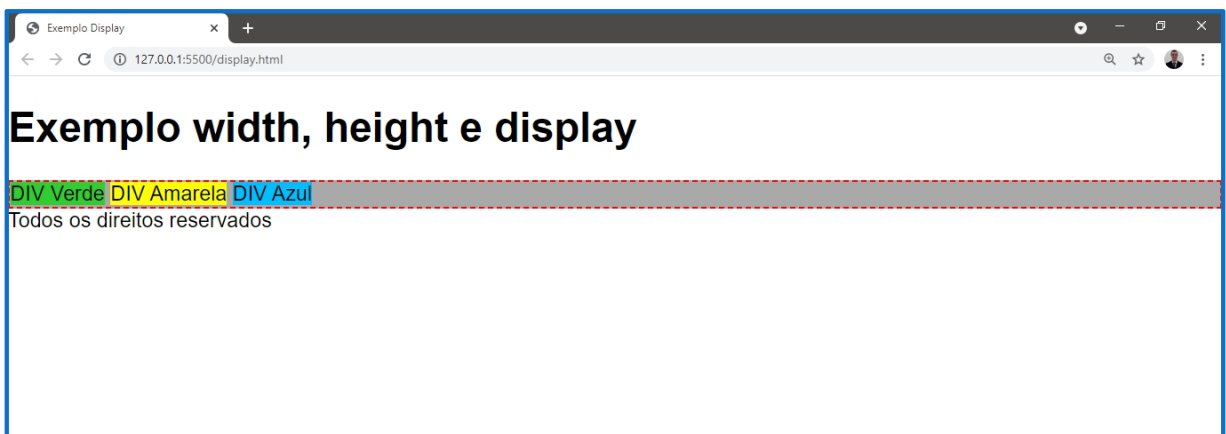 Exemplo Display
127.0.0.1:5500/display.html
Exemplo width, height e display
DIV Verde DIV Amarela DIV Azul
Todos os direitos reservados